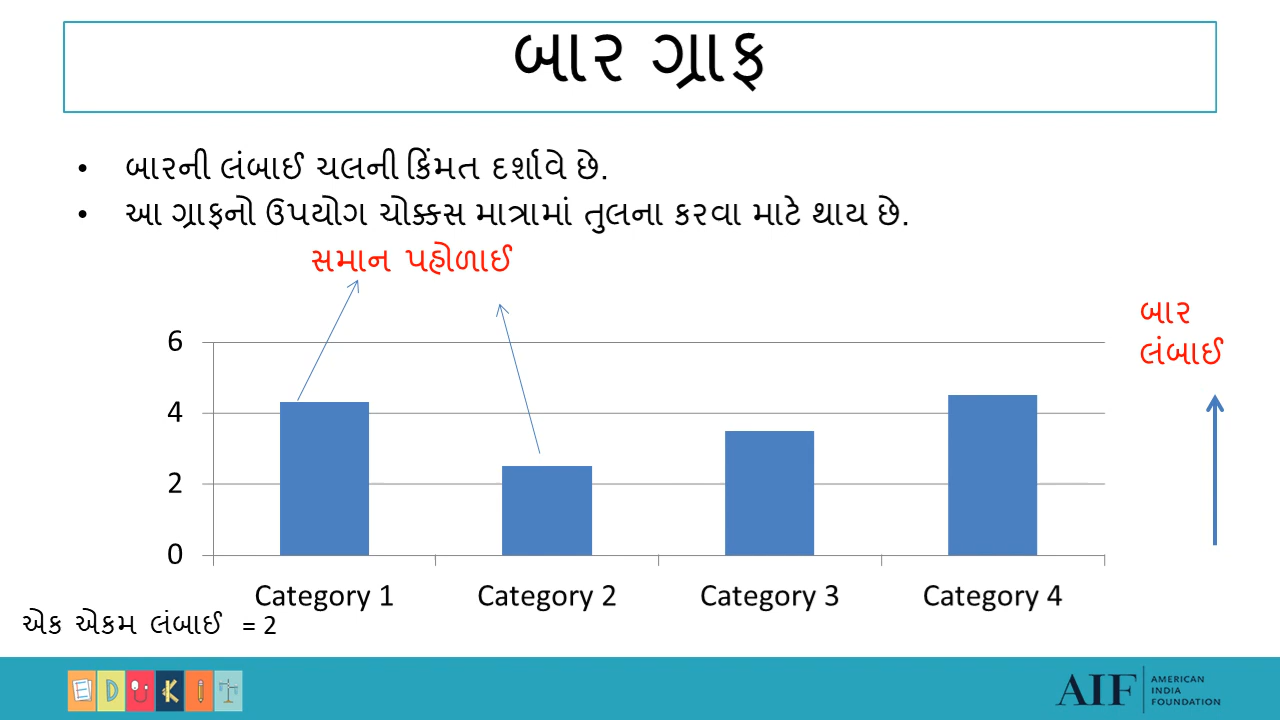 બાર ગ્રાફ
• બારની લંબાઈ ચલની કિંમત દર્શાવે છે.
• આ ગ્રાફનો ઉપયોગ ચોક્કસ માત્રામાં તુલના કરવા માટે થાય છે.
સમાન પહોળાઈ
બાર
લંબાઈ
6
4
2
0
Category 1 Category 2 Category 3 Category 4
એક એકમ લંબાઈ = 2
EDUKIT
AIF AMERICAN
INDIA
FOUNDATION